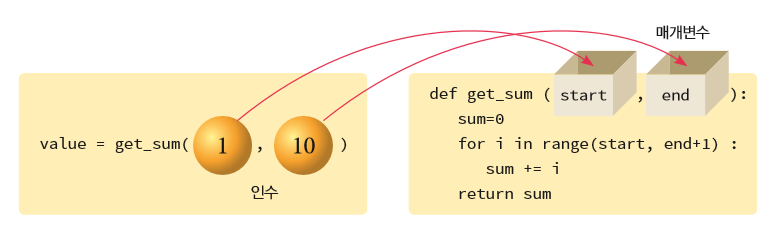 매개변수
value = get_sum( 1 , 10 )
인수
def get_sum ( start , end ):
sum=0
for i in range(start, end+1) :
sum += i
return sum